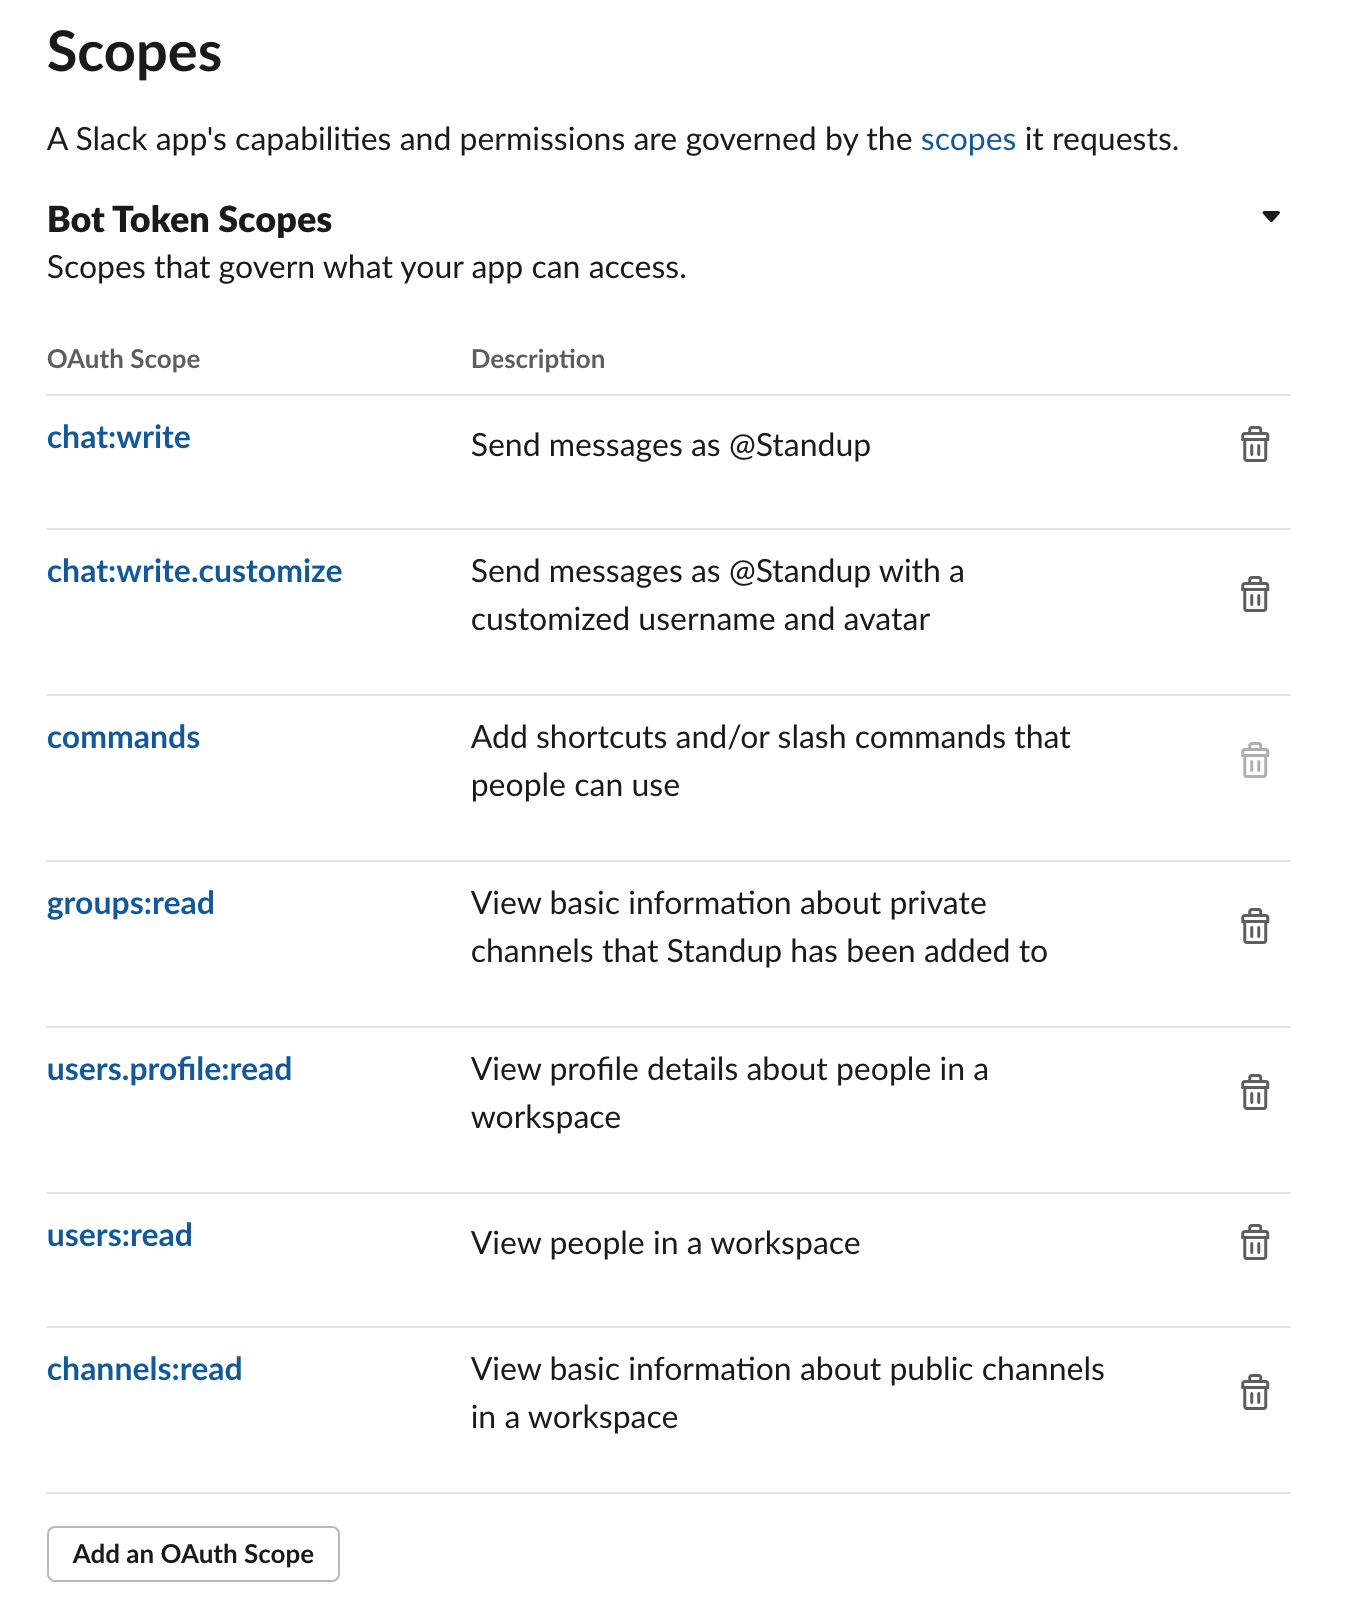 Scopes
A Slack app's capabilities and permissions are governed by the scopes it requests.
Bot Token Scopes
Scopes that govern what your app can access.
OAuth Scope Description
chat:write Send messages as @Standup
chat:write.customize Send messages as @Standup with a
customized username and avatar
commands Add shortcuts and/or slash commands that
people can use
groups:read View basic information about private
channels that Standup has been added to
users.profile:read View profile details about people in a
workspace
users:read View people in a workspace
channels:read View basic information about public channels
in a workspace
Add an OAuth Scope